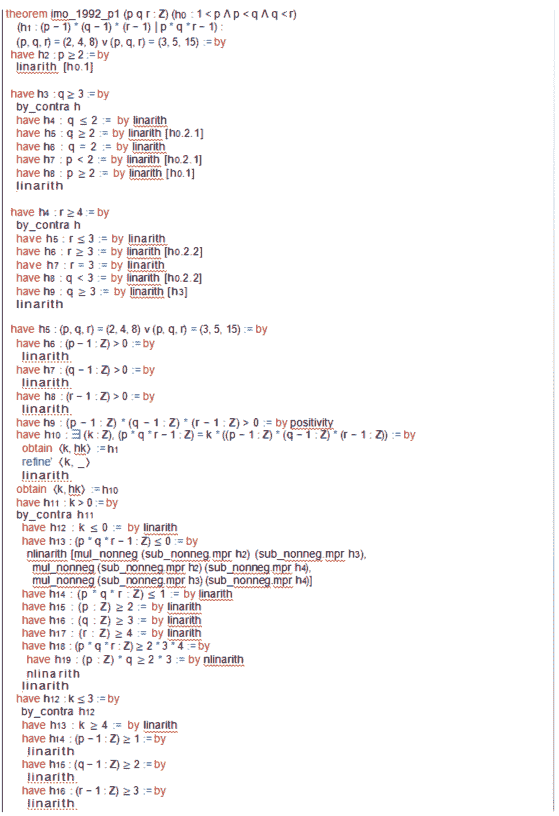 theorem imo_1992_p1 (p q r : ℤ) (h₀ : 1 < p ∧ p < q ∧ q < r)
(h₁ : (p - 1) * (q - 1) * (r - 1) ∣ p * q * r - 1) :
(p, q, r) = (2, 4, 8) ∨ (p, q, r) = (3, 5, 15) := by
have h₂ : p ≥ 2 := by
linarith [h₀.1]
have h₃ : q ≥ 3 := by
by_contra h
have h₄ : q ≤ 2 := by linarith
have h₅ : q ≥ 2 := by linarith [h₀.2.1]
have h₆ : q = 2 := by linarith
have h₇ : p < 2 := by linarith [h₀.2.1]
have h₈ : p ≥ 2 := by linarith [h₀.1]
linarith
have h₄ : r ≥ 4 := by
by_contra h
have h₅ : r ≤ 3 := by linarith
have h₆ : r ≥ 3 := by linarith [h₀.2.2]
have h₇ : r = 3 := by linarith
have h₈ : q < 3 := by linarith [h₀.2.2]
have h₉ : q ≥ 3 := by linarith [h₃]
linarith
have h₅ : (p, q, r) = (2, 4, 8) ∨ (p, q, r) = (3, 5, 15) := by
have h₆ : (p - 1 : ℤ) > 0 := by
linarith
have h₇ : (q - 1 : ℤ) > 0 := by
linarith
have h₈ : (r - 1 : ℤ) > 0 := by
linarith
have h₉ : (p - 1 : ℤ) * (q - 1 : ℤ) * (r - 1 : ℤ) > 0 := by positivity
have h₁₀ : ∃ (k : ℤ), (p * q * r - 1 : ℤ) = k * ((p - 1 : ℤ) * (q - 1 : ℤ) * (r - 1 : ℤ)) := by
obtain ⟨k, hk⟩ := h₁
refine' ⟨k, _⟩
linarith
obtain ⟨k, hk⟩ := h₁₀
have h₁₁ : k > 0 := by
by_contra h₁₁
have h₁₂ : k ≤ 0 := by linarith
have h₁₃ : (p * q * r - 1 : ℤ) ≤ 0 := by
nlinarith [mul_nonneg (sub_nonneg.mpr h₂) (sub_nonneg.mpr h₃),
mul_nonneg (sub_nonneg.mpr h₂) (sub_nonneg.mpr h₄),
mul_nonneg (sub_nonneg.mpr h₃) (sub_nonneg.mpr h₄)]
have h₁₄ : (p * q * r : ℤ) ≤ 1 := by linarith
have h₁₅ : (p : ℤ) ≥ 2 := by linarith
have h₁₆ : (q : ℤ) ≥ 3 := by linarith
have h₁₇ : (r : ℤ) ≥ 4 := by linarith
have h₁₈ : (p * q * r : ℤ) ≥ 2 * 3 * 4 := by
have h₁₉ : (p : ℤ) * q ≥ 2 * 3 := by nlinarith
nlinarith
linarith
have h₁₂ : k ≤ 3 := by
by_contra h₁₂
have h₁₃ : k ≥ 4 := by linarith
have h₁₄ : (p - 1 : ℤ) ≥ 1 := by
linarith
have h₁₅ : (q - 1 : ℤ) ≥ 2 := by
linarith
have h₁₆ : (r - 1 : ℤ) ≥ 3 := by
linarith